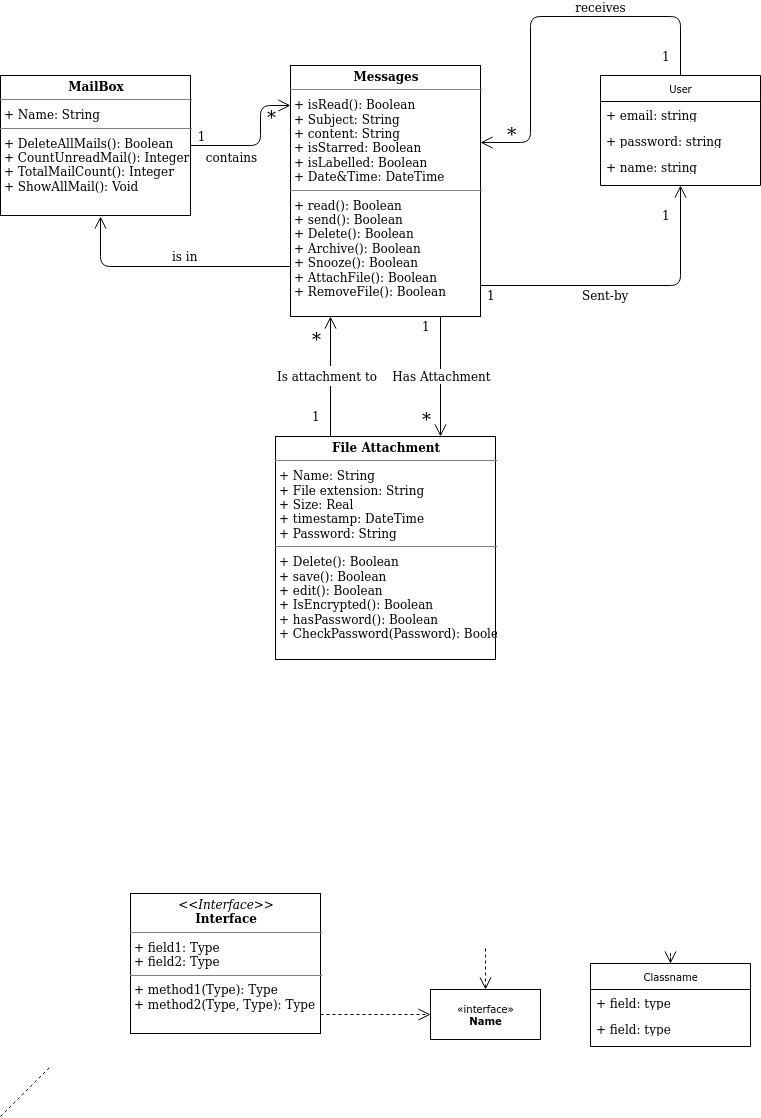 receives
1
*
MailBox
+ Name: String
+ DeleteAllMails(): Boolean
+ CountUnreadMail(): Integer
+ TotalMailCount(): Integer
+ ShowAllMail(): Void
1
contains
*
is in
Messages
+ isRead(): Boolean
+ Subject: String
+ content: String
+ isStarred: Boolean
+ isLabelled: Boolean
+ Date&Time: DateTime
+ read(): Boolean
+ send(): Boolean
+ Delete(): Boolean
+ Archive(): Boolean
+ Snooze(): Boolean
+ AttachFile(): Boolean
+ RemoveFile(): Boolean
User
+ email: string
+ password: string
+ name: string
1
1
Sent-by
*
1
Is attachment to
Has Attachment
1
*
File Attachment
+ Name: String
+ File extension: String
+ Size: Real
+ timestamp: DateTime
+ Password: String
+ Delete(): Boolean
+ save(): Boolean
+ edit(): Boolean
+ IsEncrypted(): Boolean
+ hasPassword(): Boolean
+ CheckPassword(Password): Boole
<<Interface>>
Interface
+ field1: Type
+ field2: Type
+ method1(Type): Type
+ method2(Type, Type): Type
«interface»
Name
Classname
+ field: type
+ field: type